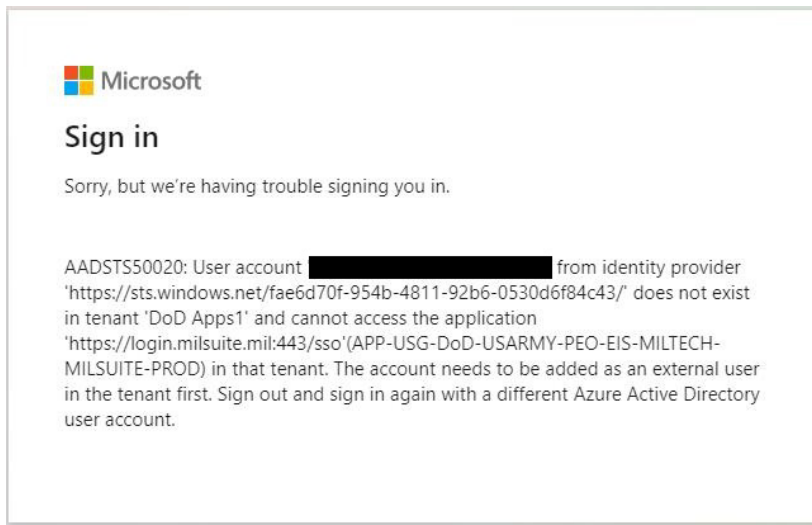 Microsoft
Sign in
Sorry, but we're having trouble signing you in.
AADSTS50020: User account ' from identity provider
'https://sts.windows.net/fae6d70f-954b-4811-92b6-0530d6f84c43/' does not exist
in tenant 'DoD Apps1' and cannot access the application
'https://login.milsuite.mil:443/sso'(APP-USG-DoD-USARMY-PEO-EIS-MILTECH-
MILSUITE-PROD) in that tenant. The account needs to be added as an external user
in the tenant first. Sign out and sign in again with a different Azure Active Directory
user account.